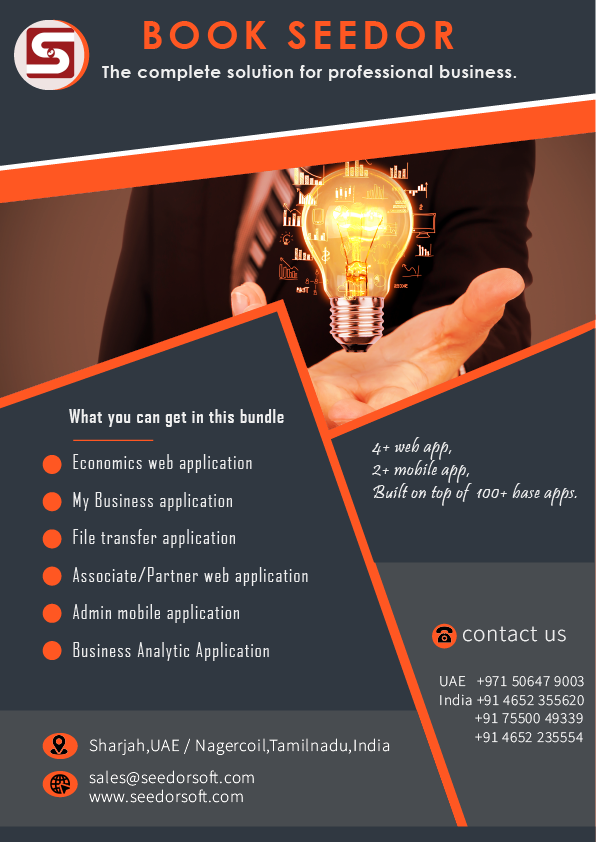 BOOK SEEDOR
The complete solution for professional business.
What you can get in this bundle
Economics web application
My Business application
File transfer application
Associate/Partner web application
Admin mobile application
Business Analytic Application
4+ web app,
2+ mobile app,
Built on top of 100+ base apps.
contact us
UAE +971 50647 9003
India +91 4652 355620
+91 75500 49339
+91 4652 235554
Sharjah,UAE / Nagercoil,Tamilnadu,India
sales@seedorsoft.com
www.seedorsoft.com